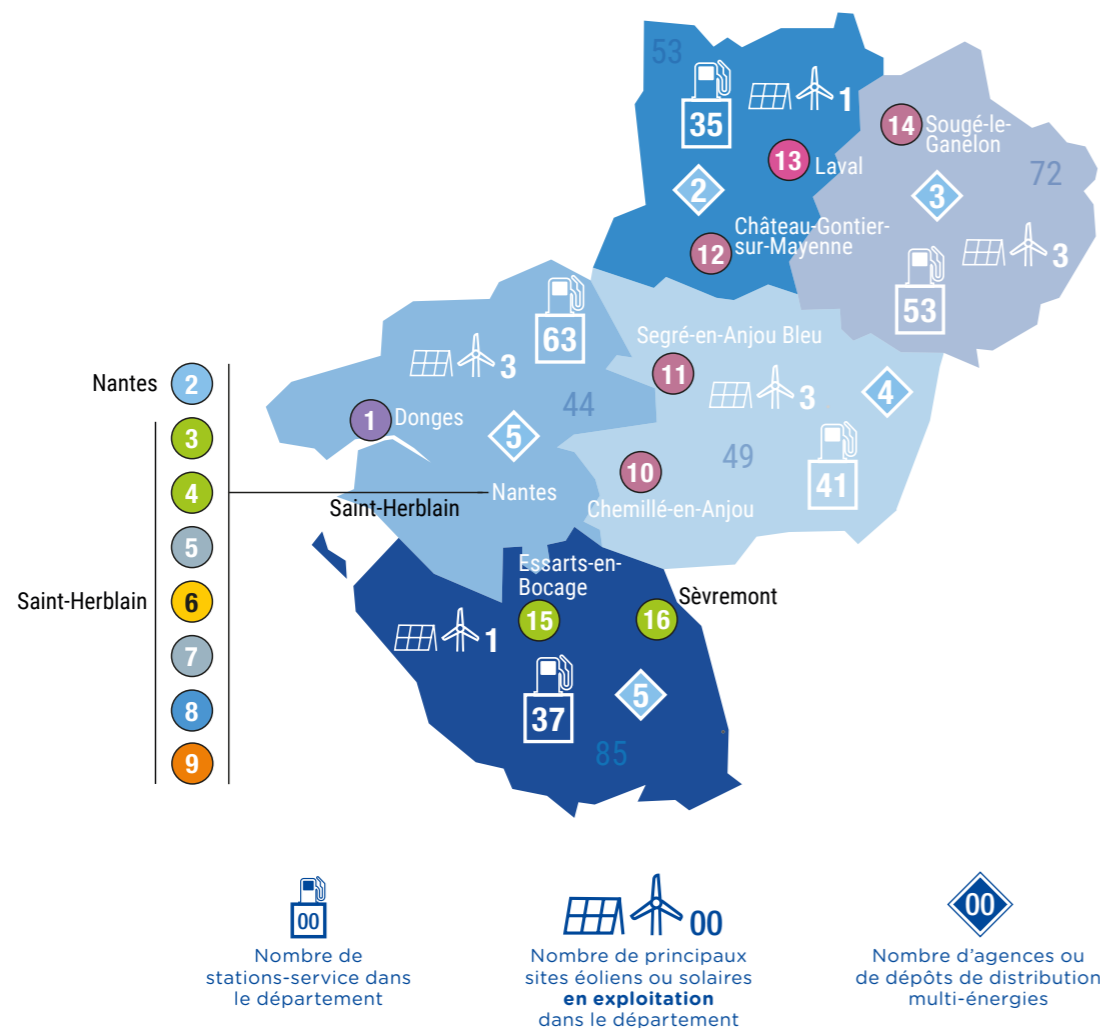 53
35
1
13
Laval
2
12
Château-Gontier-
sur-Mayenne
14
Sougé-le-
Ganelon
72
3
3
53
63
3
44
1
Donges
5
Nantes
Saint-Herblain
Segré-en-Anjou Bleu
11
3
4
49
41
10
Chemillé-en-Anjou
Nantes
2
3
4
5
Saint-Herblain
6
7
8
9
Essarts-en-
Bocage
15
Sèvremont
16
1
37
5
85
00
Nombre de
stations-service dans
le département
00
Nombre de principaux
sites éoliens ou solaires
en exploitation
dans le département
00
Nombre d'agences ou
de dépôts de distribution
multi-énergies